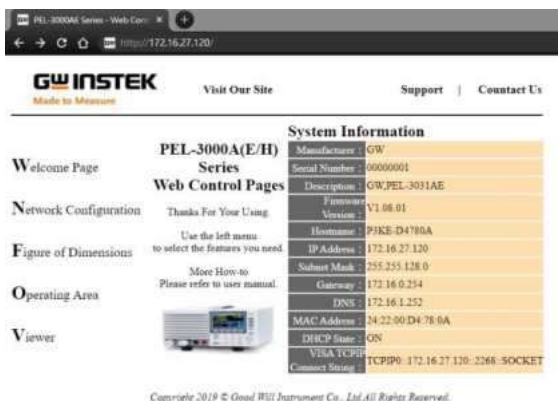 PEL-3000AE Series - Web Con
http://172.16.27.120/
GW INSTEK
Made to Measure
Visit Our Site
Support | Countact Us
Welcome Page
Network Configuration
Figure of Dimensions
Operating Area
Viewer
PEL-3000A(E/H)
Series
Web Control Pages
Thanks For Your Using.
Use the left menu
to select the features you need.
More How-to
Please refer to user manual.
System Information
Manufacturer : GW
Serial Number : 00000001
Description : GW,PEL-3031AE
Firmware
Version : V1.08.01
Hostname : P3KE-D4780A
IP Address : 172.16.27.120
Subnet Mask : 255.255.128.0
Gateway : 172.16.0.254
DNS : 172.16.1.252
MAC Address : 24:22:00:D4:78:0A
DHCP State : ON
VISA TCPIP
Connect String : TCPIP0::172.16.27.120::2268::SOCKET
Copyright 2019 © Good Will Instrument Co., Ltd All Rights Reserved.